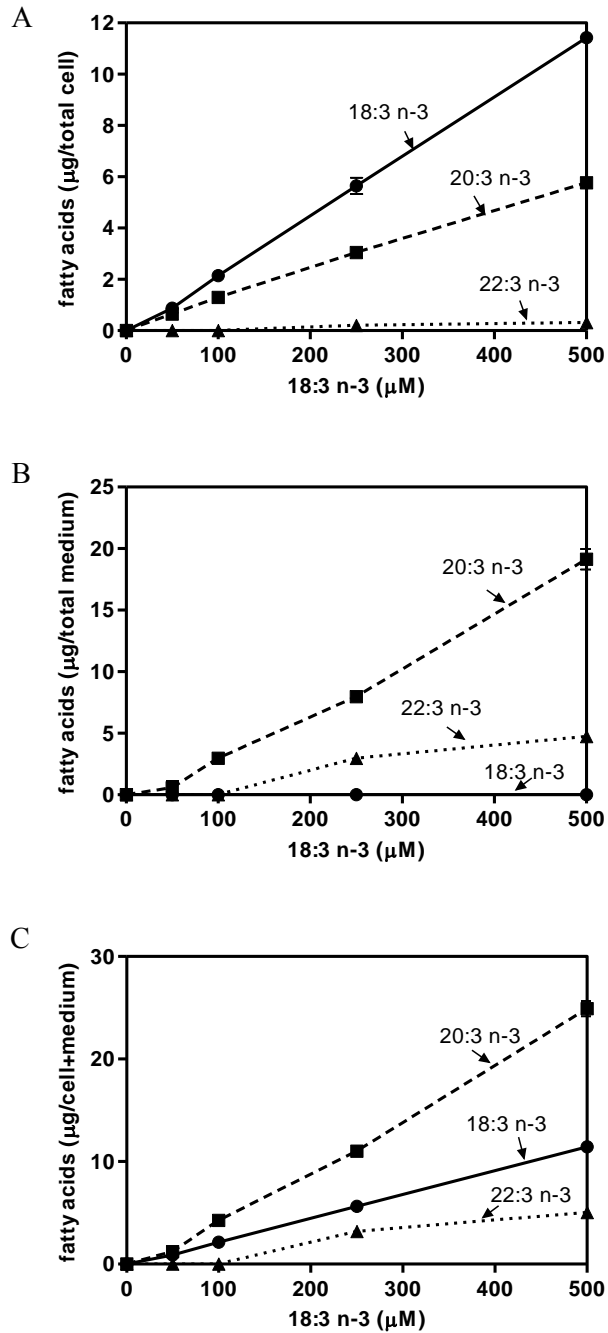 A
fatty acids (μg/total cell)
12
10
8
6
4
2
0
18:3 n-3
20:3 n-3
22:3 n-3
0 100 200 300 400 500
18:3 n-3 (μM)
B
fatty acids (μg/total medium)
25
20
15
10
5
0
20:3 n-3
22:3 n-3
18:3 n-3
0 100 200 300 400 500
18:3 n-3 (μM)
C
fatty acids (μg/cell+medium)
30
20
10
0
20:3 n-3
18:3 n-3
22:3 n-3
0 100 200 300 400 500
18:3 n-3 (μM)